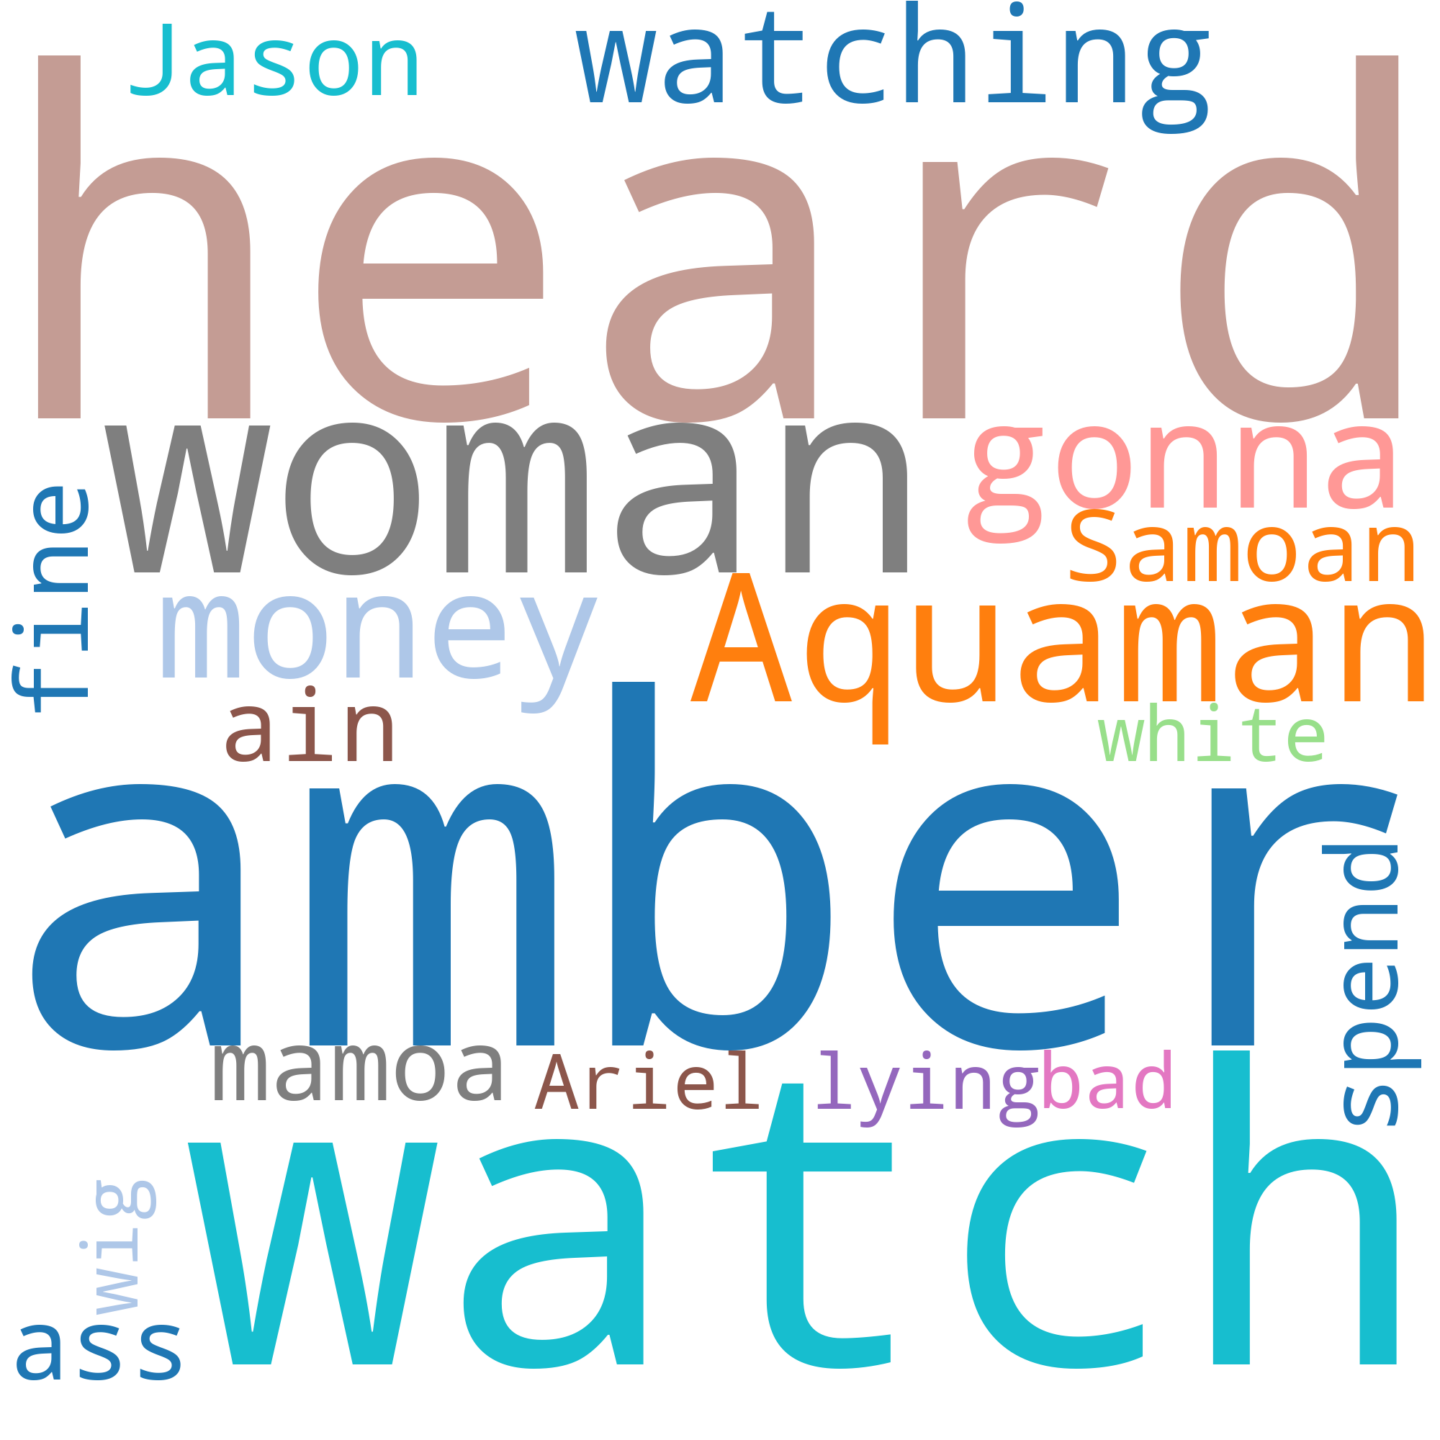 Jason watching
heard
woman gonna
fine
Samoan
money Aquaman
ain white
amber
spend
mamoa Ariel lying bad
watch
wig
ass